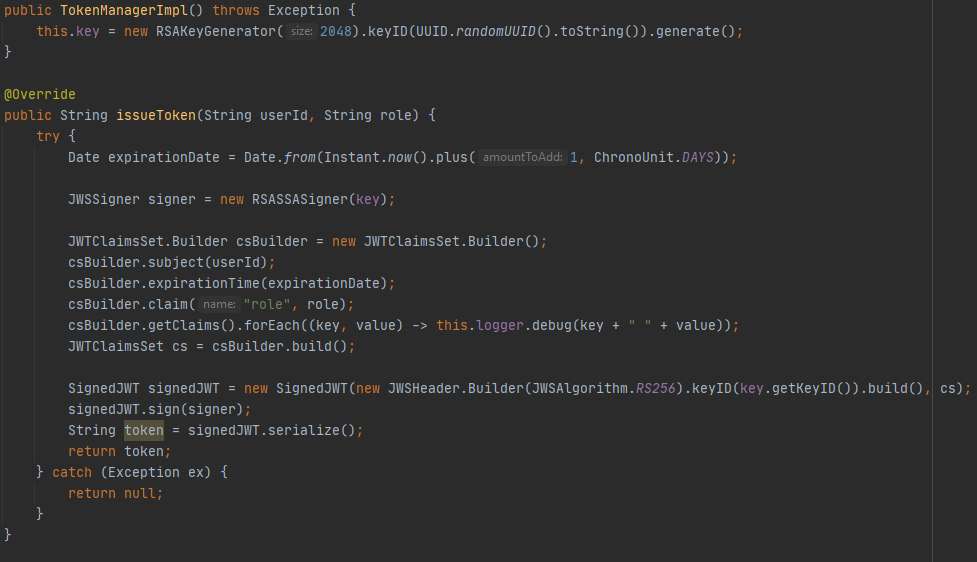 public TokenManagerImpl() throws Exception {
    this.key = new RSAKeyGenerator( size: 2048).keyID(UUID.randomUUID().toString()).generate();
}
@Override
public String issueToken(String userId, String role) {
    try {
        Date expirationDate = Date.from(Instant.now().plus( amountToAdd: 1, ChronoUnit.DAYS));
        JWSSigner signer = new RSASSASigner(key);
        JWTClaimsSet.Builder csBuilder = new JWTClaimsSet.Builder();
        csBuilder.subject(userId);
        csBuilder.expirationTime(expirationDate);
        csBuilder.claim( name: "role", role);
        csBuilder.getClaims().forEach((key, value) -> this.logger.debug(key + " " + value));
        JWTClaimsSet cs = csBuilder.build();
        SignedJWT signedJWT = new SignedJWT(new JWSHeader.Builder(JWSAlgorithm.RS256).keyID(key.getKeyID()).build(), cs);
        signedJWT.sign(signer);
        String token = signedJWT.serialize();
        return token;
    } catch (Exception ex) {
        return null;
    }
}